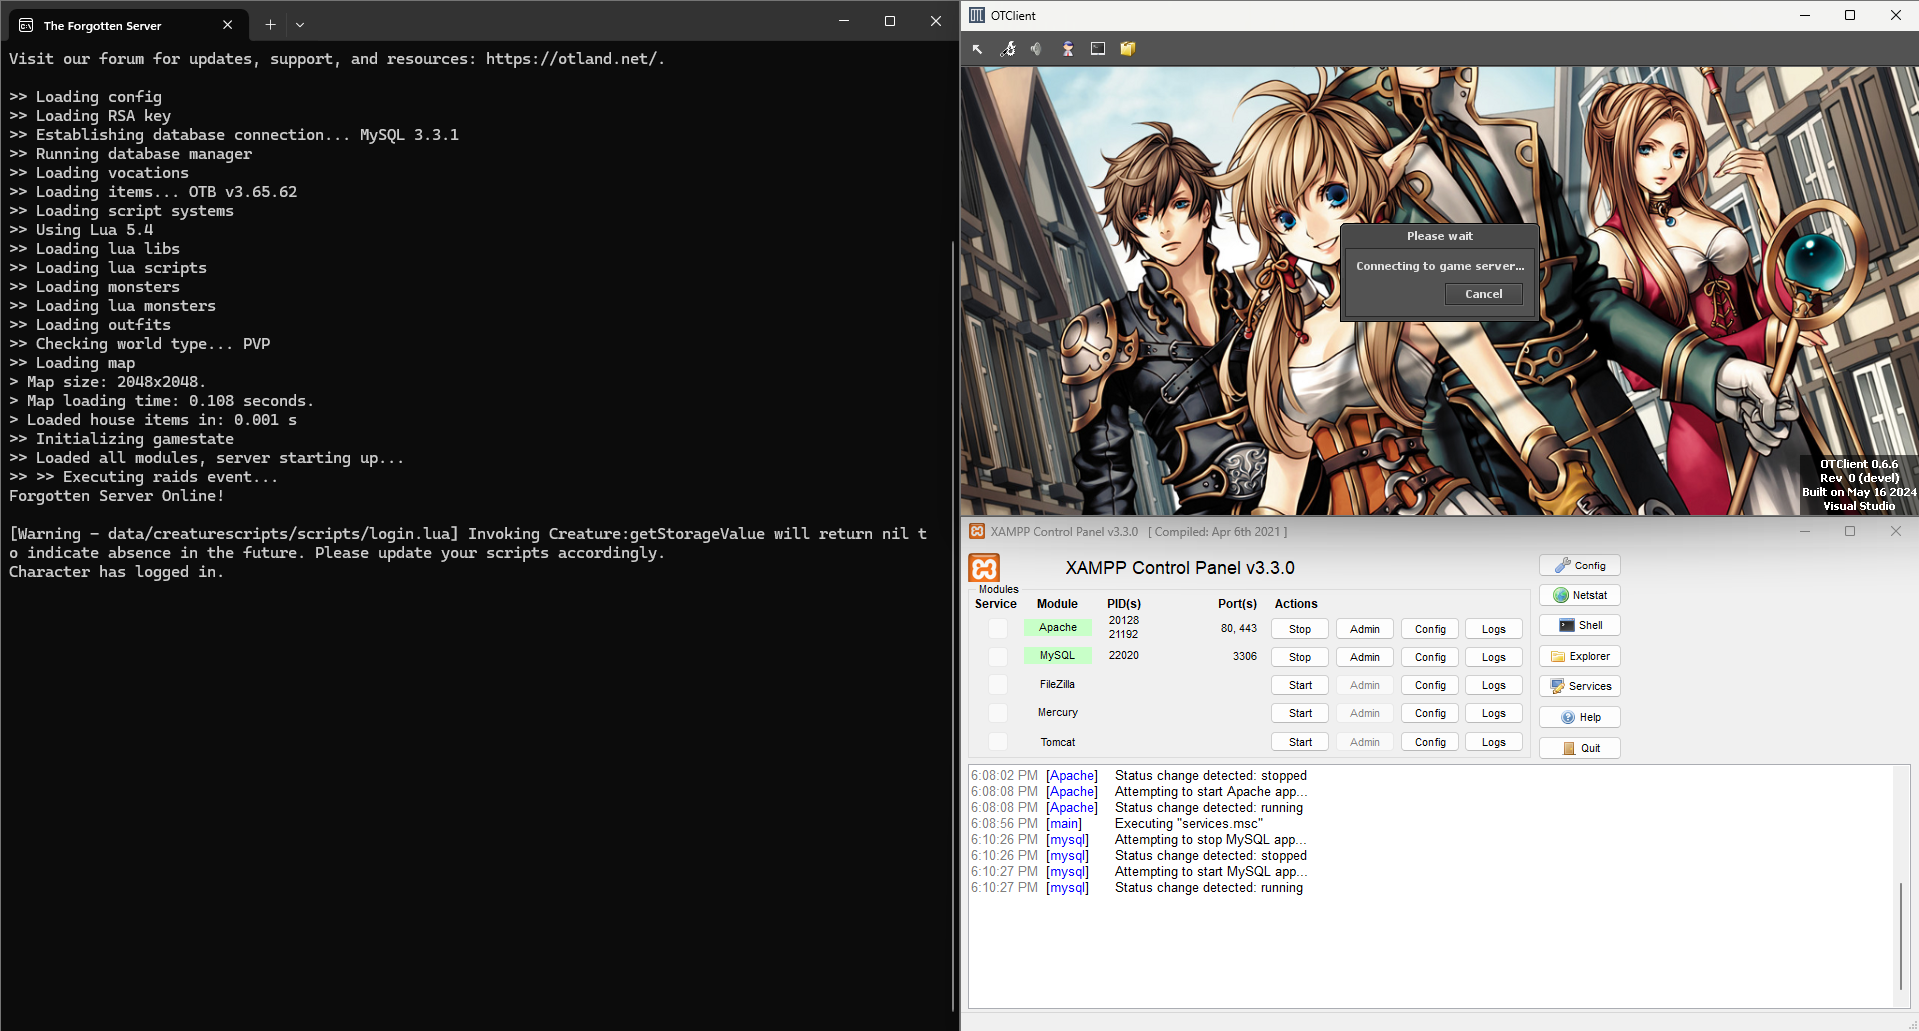 The Forgotten Server
Visit our forum for updates, support, and resources: https://otland.net/.
>> Loading config
>> Loading RSA key
>> Establishing database connection... MySQL 3.3.1
>> Running database manager
>> Loading vocations
>> Loading items... OTB v3.65.62
>> Loading script systems
>> Using Lua 5.4
>> Loading lua libs
>> Loading lua scripts
>> Loading monsters
>> Loading lua monsters
>> Loading outfits
>> Checking world type... PVP
>> Loading map
> Map size: 2048x2048.
> Map loading time: 0.108 seconds.
> Loaded house items in: 0.001 s
>> Initializing gamestate
>> Loaded all modules, server starting up...
>> >> Executing raids event...
Forgotten Server Online!
[Warning - data/creaturescripts/scripts/login.lua] Invoking Creature:getStorageValue will return nil t
o indicate absence in the future. Please update your scripts accordingly.
Character has logged in.
OTClient
Please wait
Connecting to game server...
Cancel
OTClient 0.6.6
Rev 0 (devel)
Built on May 16 2024
Visual Studio
XAMPP Control Panel v3.3.0 [ Compiled: Apr 6th 2021 ]
XAMPP Control Panel v3.3.0
Modules
Service Module PID(s) Port(s) Actions
Apache 20128 21192 80, 443 Stop Admin Config Logs
MySQL 22020 3306 Stop Admin Config Logs
FileZilla Start Admin Config Logs
Mercury Start Admin Config Logs
Tomcat Start Admin Config Logs
Config
Netstat
Shell
Explorer
Services
Help
Quit
6:08:02 PM [Apache] Status change detected: stopped
6:08:08 PM [Apache] Attempting to start Apache app...
6:08:08 PM [Apache] Status change detected: running
6:08:56 PM [main] Executing "services.msc"
6:10:26 PM [mysql] Attempting to stop MySQL app...
6:10:26 PM [mysql] Status change detected: stopped
6:10:27 PM [mysql] Attempting to start MySQL app...
6:10:27 PM [mysql] Status change detected: running